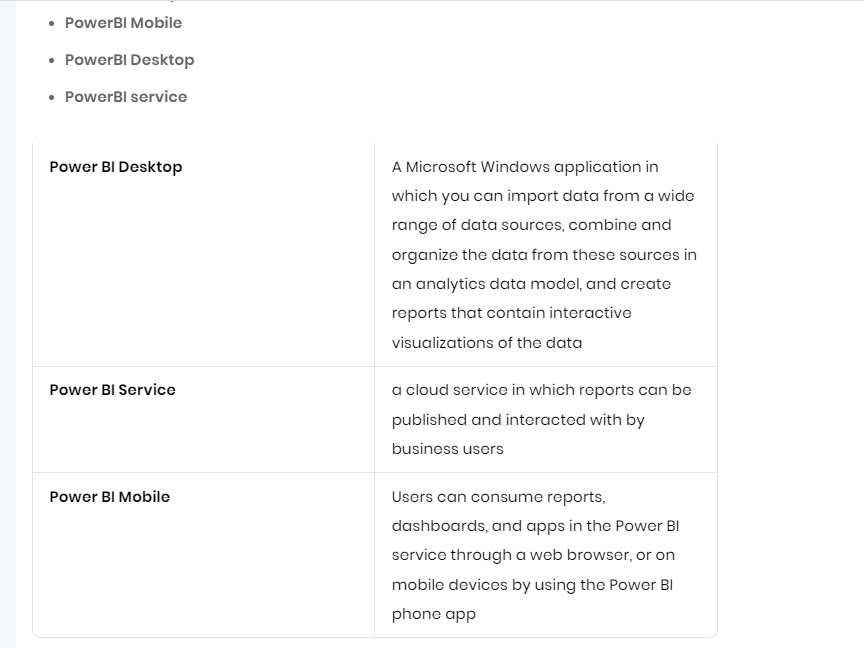 PowerBI Mobile
PowerBI Desktop
PowerBI service
Power BI Desktop
A Microsoft Windows application in
which you can import data from a wide
range of data sources, combine and
organize the data from these sources in
an analytics data model, and create
reports that contain interactive
visualizations of the data
Power BI Service
a cloud service in which reports can be
published and interacted with by
business users
Power BI Mobile
Users can consume reports,
dashboards, and apps in the Power BI
service through a web browser, or on
mobile devices by using the Power BI
phone app